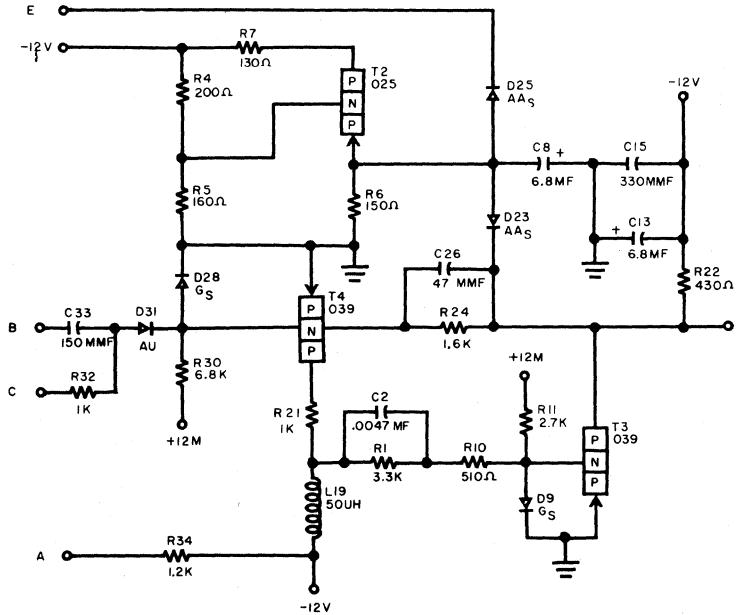 E
-12V
R7
130Ω
T2
025
P
N
P
R4
200Ω
D25
AAS
-12V
C8
+
6.8MF
C15
330MMF
R5
160Ω
R6
150Ω
D23
AAS
+
C13
6.8MF
D28
GS
C26
47 MMF
R22
430Ω
T4
039
P
N
P
B
C33
150MMF
D31
AU
R24
1.6K
C
R32
1K
R30
6.8K
+12M
+12M
R21
1K
C2
.0047 MF
R11
2.7K
T3
039
P
N
P
R1
3.3K
R10
510Ω
L19
50UH
D9
GS
A
R34
1.2K
-12V